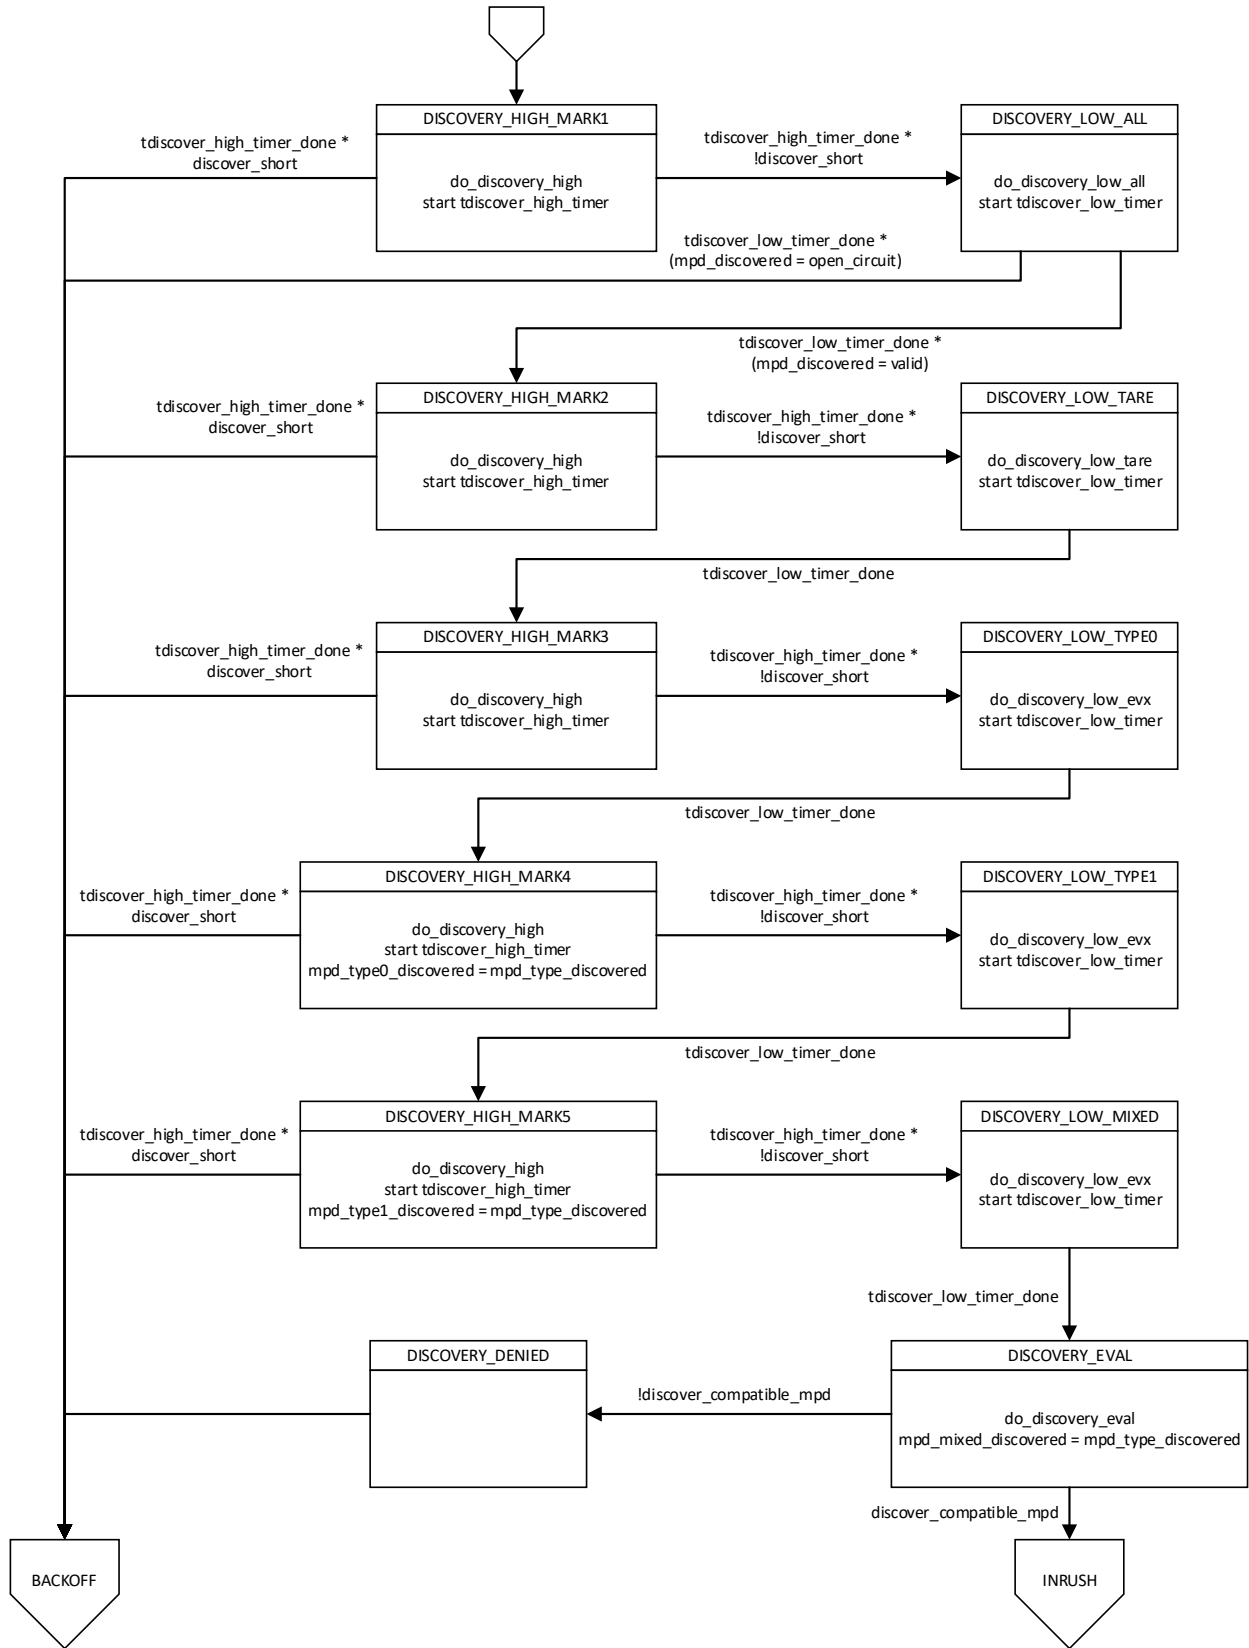 DISCOVERY_HIGH_MARK1
DISCOVERY_LOW_ALL
tdiscover_high_timer_done *
discover_short
tdiscover_high_timer_done *
!discover_short
do_discovery_high
start tdiscover_high_timer
do_discovery_low_all
start tdiscover_low_timer
tdiscover_low_timer_done *
(mpd_discovered = open_circuit)
tdiscover_low_timer_done *
(mpd_discovered = valid)
DISCOVERY_HIGH_MARK2
DISCOVERY_LOW_TARE
tdiscover_high_timer_done *
discover_short
tdiscover_high_timer_done *
!discover_short
do_discovery_high
start tdiscover_high_timer
do_discovery_low_tare
start tdiscover_low_timer
tdiscover_low_timer_done
DISCOVERY_HIGH_MARK3
DISCOVERY_LOW_TYPE0
tdiscover_high_timer_done *
discover_short
tdiscover_high_timer_done *
!discover_short
do_discovery_high
start tdiscover_high_timer
do_discovery_low_evx
start tdiscover_low_timer
tdiscover_low_timer_done
DISCOVERY_HIGH_MARK4
DISCOVERY_LOW_TYPE1
tdiscover_high_timer_done *
discover_short
tdiscover_high_timer_done *
!discover_short
do_discovery_high
start tdiscover_high_timer
mpd_type0_discovered = mpd_type_discovered
do_discovery_low_evx
start tdiscover_low_timer
tdiscover_low_timer_done
DISCOVERY_HIGH_MARK5
DISCOVERY_LOW_MIXED
tdiscover_high_timer_done *
discover_short
tdiscover_high_timer_done *
!discover_short
do_discovery_high
start tdiscover_high_timer
mpd_type1_discovered = mpd_type_discovered
do_discovery_low_evx
start tdiscover_low_timer
tdiscover_low_timer_done
DISCOVERY_DENIED
DISCOVERY_EVAL
!discover_compatible_mpd
do_discovery_eval
mpd_mixed_discovered = mpd_type_discovered
discover_compatible_mpd
BACKOFF
INRUSH